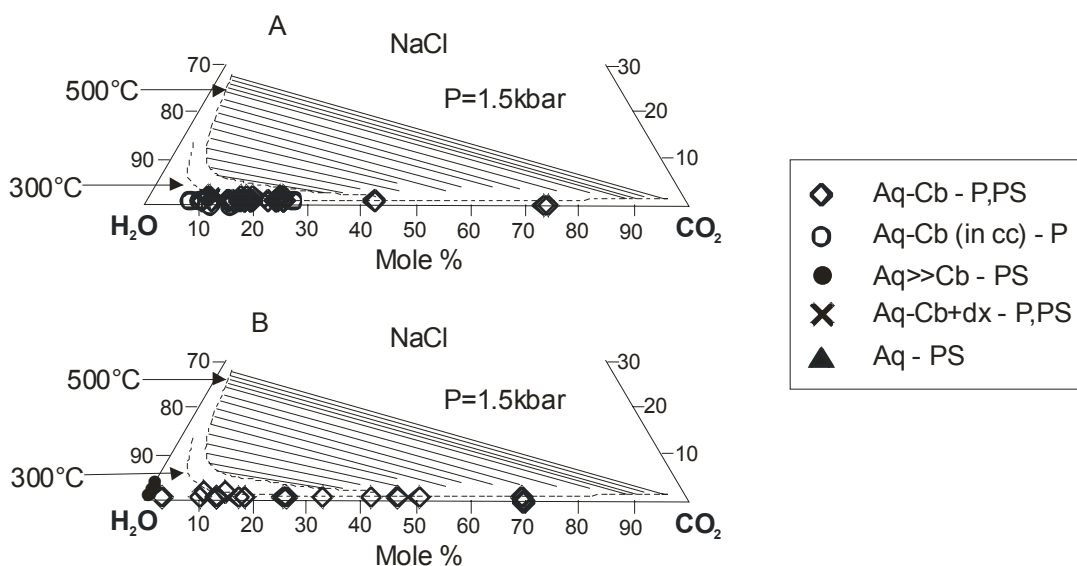 A
NaCl
70
30
500°C
P=1.5kbar
80
20
90
10
300°C
H₂O
10 20 30 40 50 60 70 80 90
CO₂
Mole %
B
NaCl
70
30
500°C
P=1.5kbar
80
20
90
10
300°C
H₂O
10 20 30 40 50 60 70 80 90
CO₂
Mole %
Aq-Cb - P,PS
Aq-Cb (in cc) - P
Aq>>Cb - PS
Aq-Cb+dx - P,PS
Aq - PS